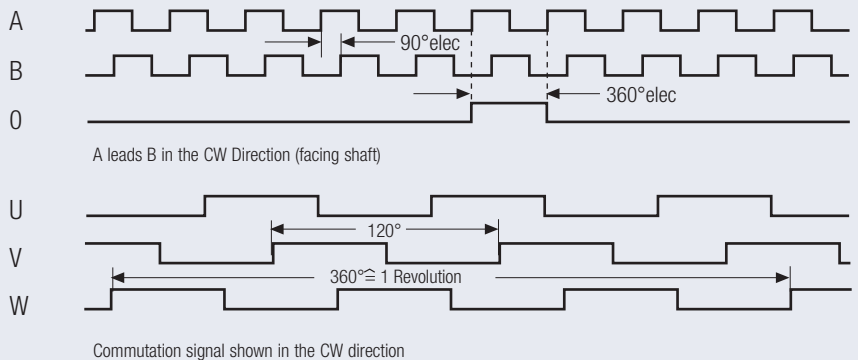 A
90°elec
B
360°elec
0
A leads B in the CW Direction (facing shaft)
U
120°
V
360°≙ 1 Revolution
W
Commutation signal shown in the CW direction